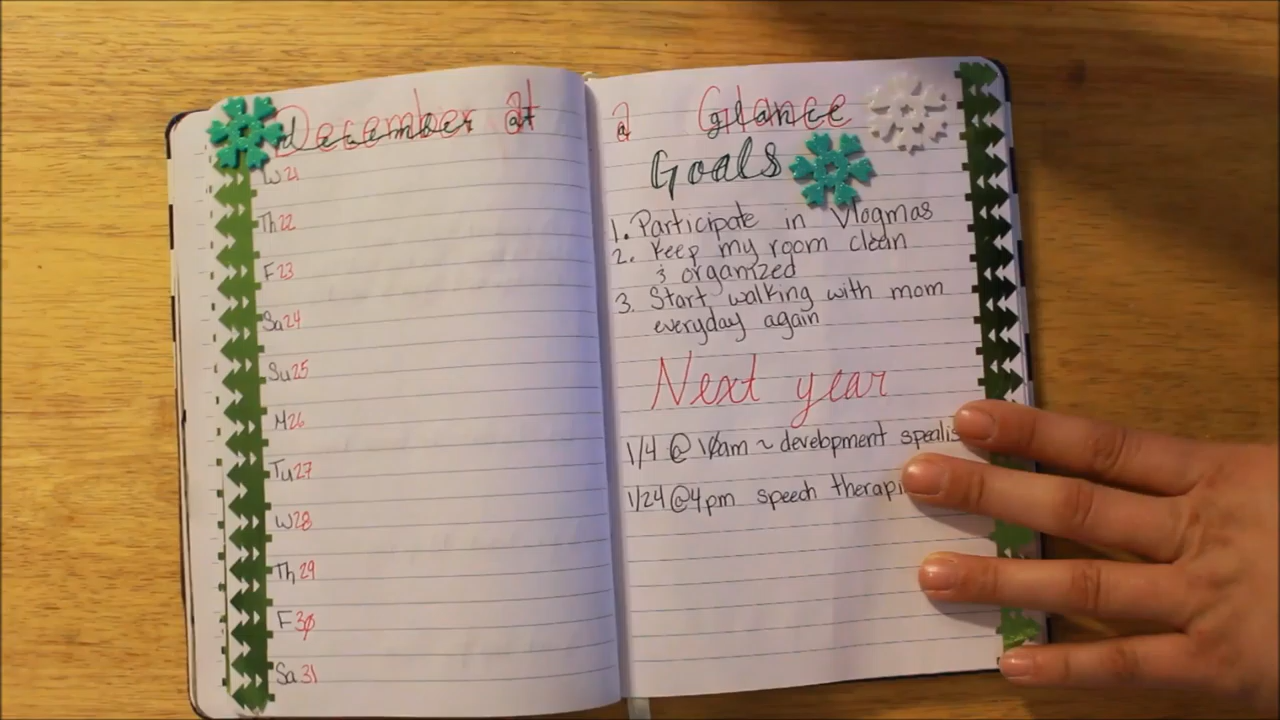 December at
W21
Th22
F23
Sa24
Su25
M26
Tu27
W28
Th29
F30
Sa31
a Glance
Goals
1. Participate in Vlogmas
2. Keep my room clean
& organized
3. Start walking with mom
everyday again
Next year
1/4 @ 10am ~ development
1/24 @4pm speech